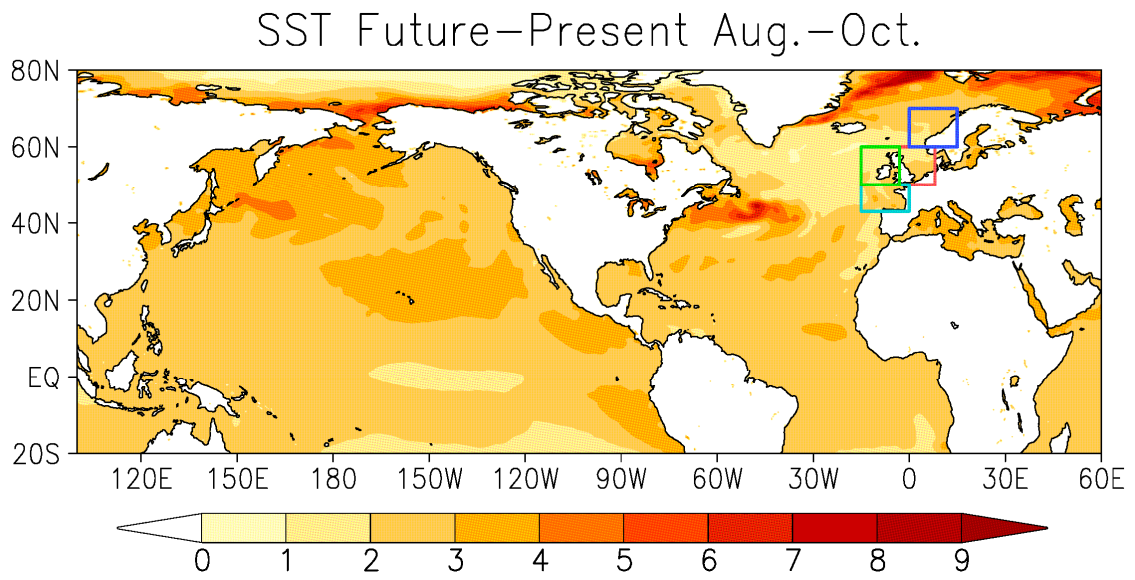 SST Future−Present Aug.−Oct.
80N
60N
40N
20N
EQ
20S
120E 150E 180 150W 120W 90W 60W 30W 0 30E 60E
0 1 2 3 4 5 6 7 8 9